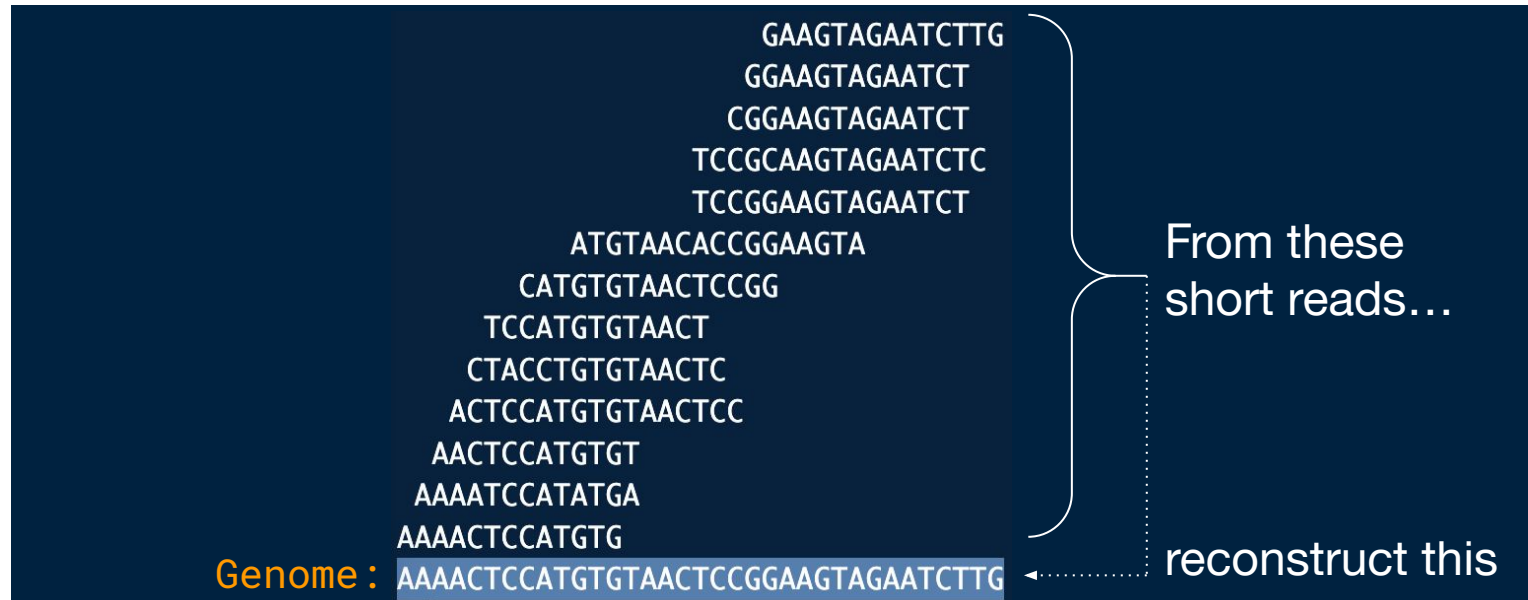 GAAGTAGAATCTTG
GGAAGTAGAATCT
CGGAAGTAGAATCT
TCCGCAAGTAGAATCTC
TCCGGAAGTAGAATCT
ATGTAACACCGGAAGTA
CATGTGTAACTCCGG
TCCATGTGTAACT
CTACCTGTGTAACTC
ACTCCATGTGTAACTCC
AACTCCATGTGT
AAAATCCATATGA
AAAACTCCATGTG
Genome: AAAACTCCATGTGTAACTCCGGAAGTAGAATCTTG
From these
short reads…
reconstruct this